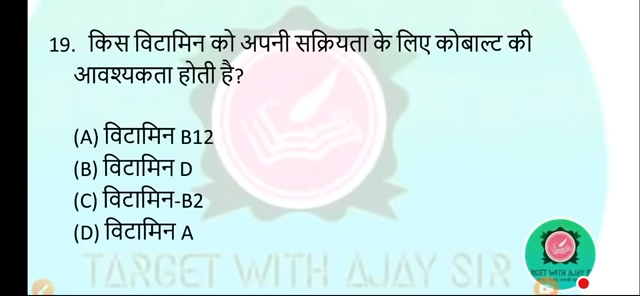 19. किस विटामिन को अपनी सक्रियता के लिए कोबाल्ट की
आवश्यकता होती है?
(A) विटामिन B12
(B) विटामिन D
(C) विटामिन-B2
(D) विटामिन A
TARGET WITH AJAY SIR